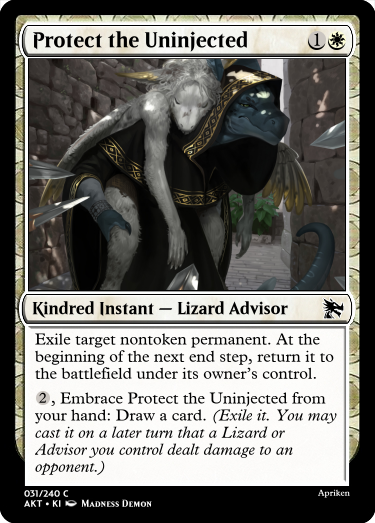 Protect the Uninjected 1
Kindred Instant — Lizard Advisor
Exile target nontoken permanent. At the
beginning of the next end step, return it to
the battlefield under its owner's control.
2, Embrace Protect the Uninjected from
your hand: Draw a card. (Exile it. You may
cast it on a later turn that a Lizard or
Advisor you control dealt damage to an
opponent.)
031/240 C Apriken
AKT • KI Madness Demon